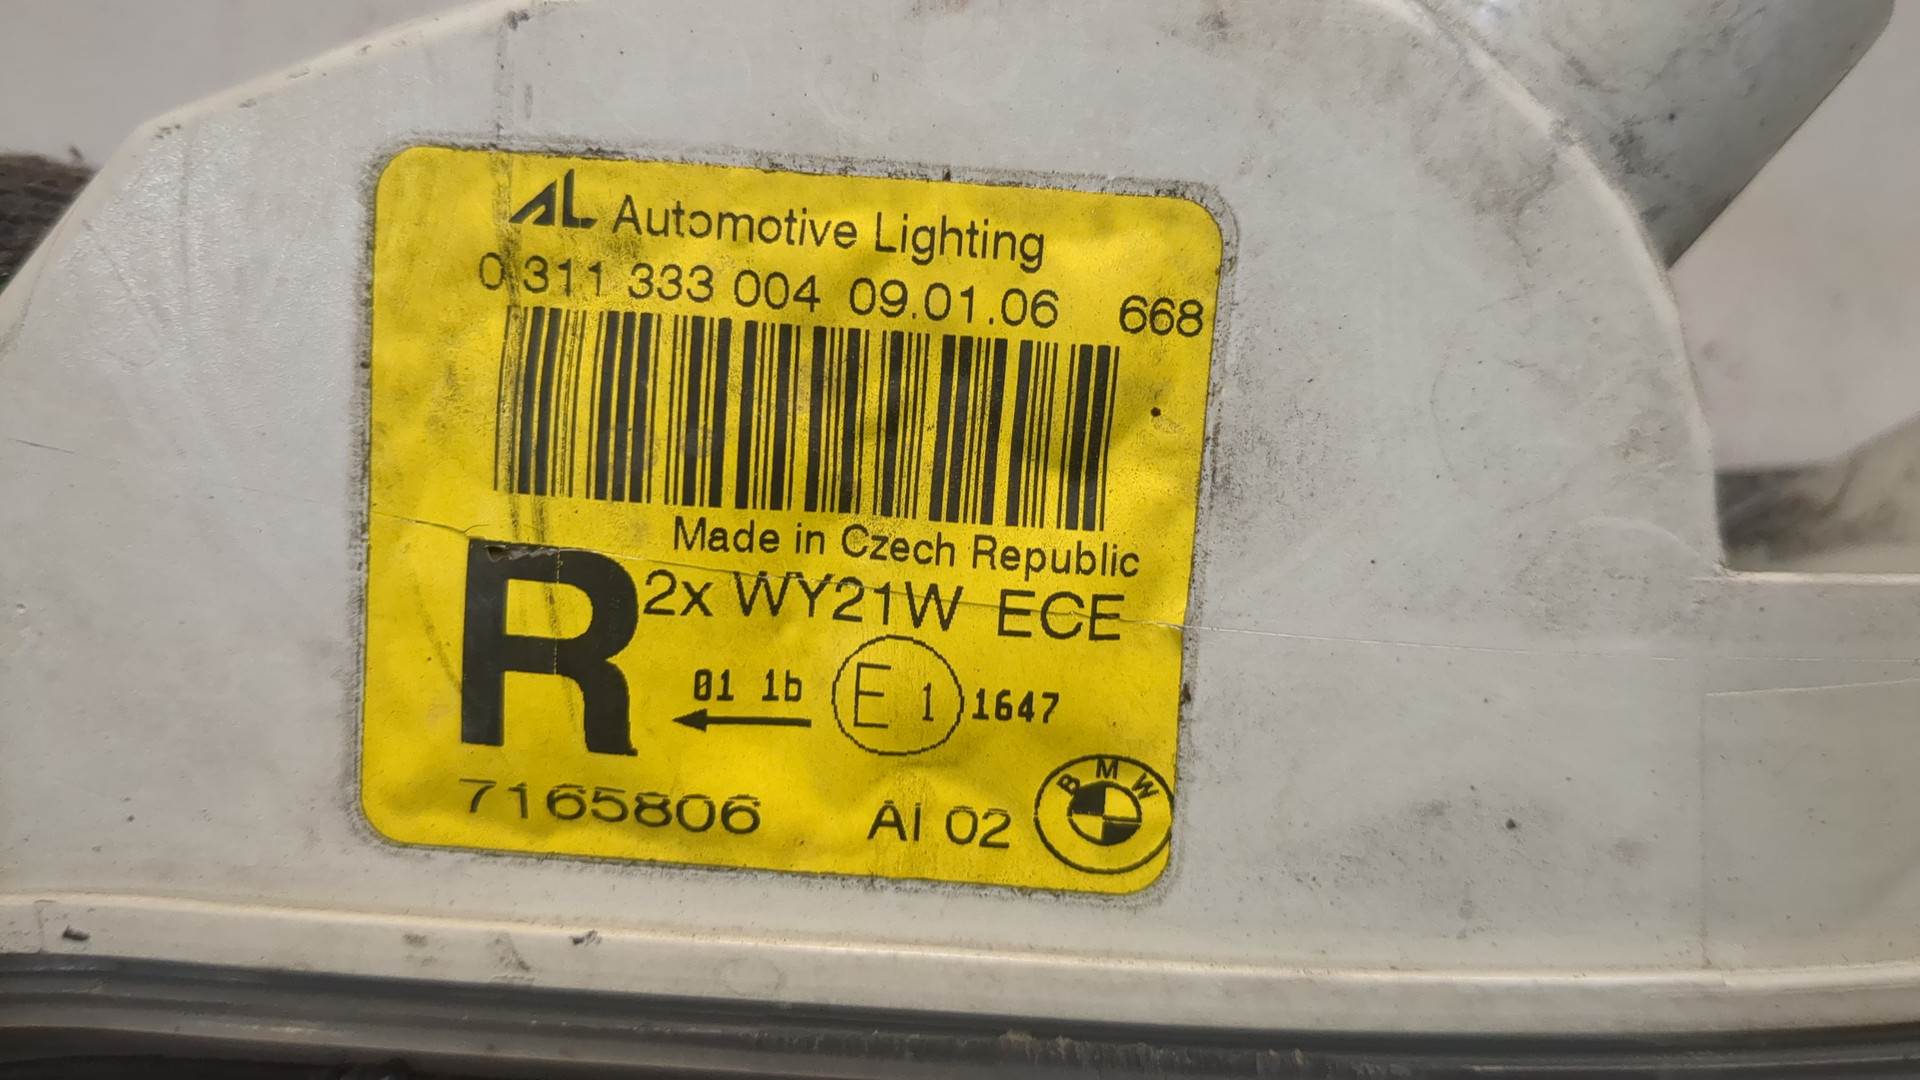 AL Automotive Lighting
0 311 333 004 09.01.06 668
Made in Czech Republic
R 2x WY21W ECE
01 1b E 1 1647
7165806 AI 02 BMW